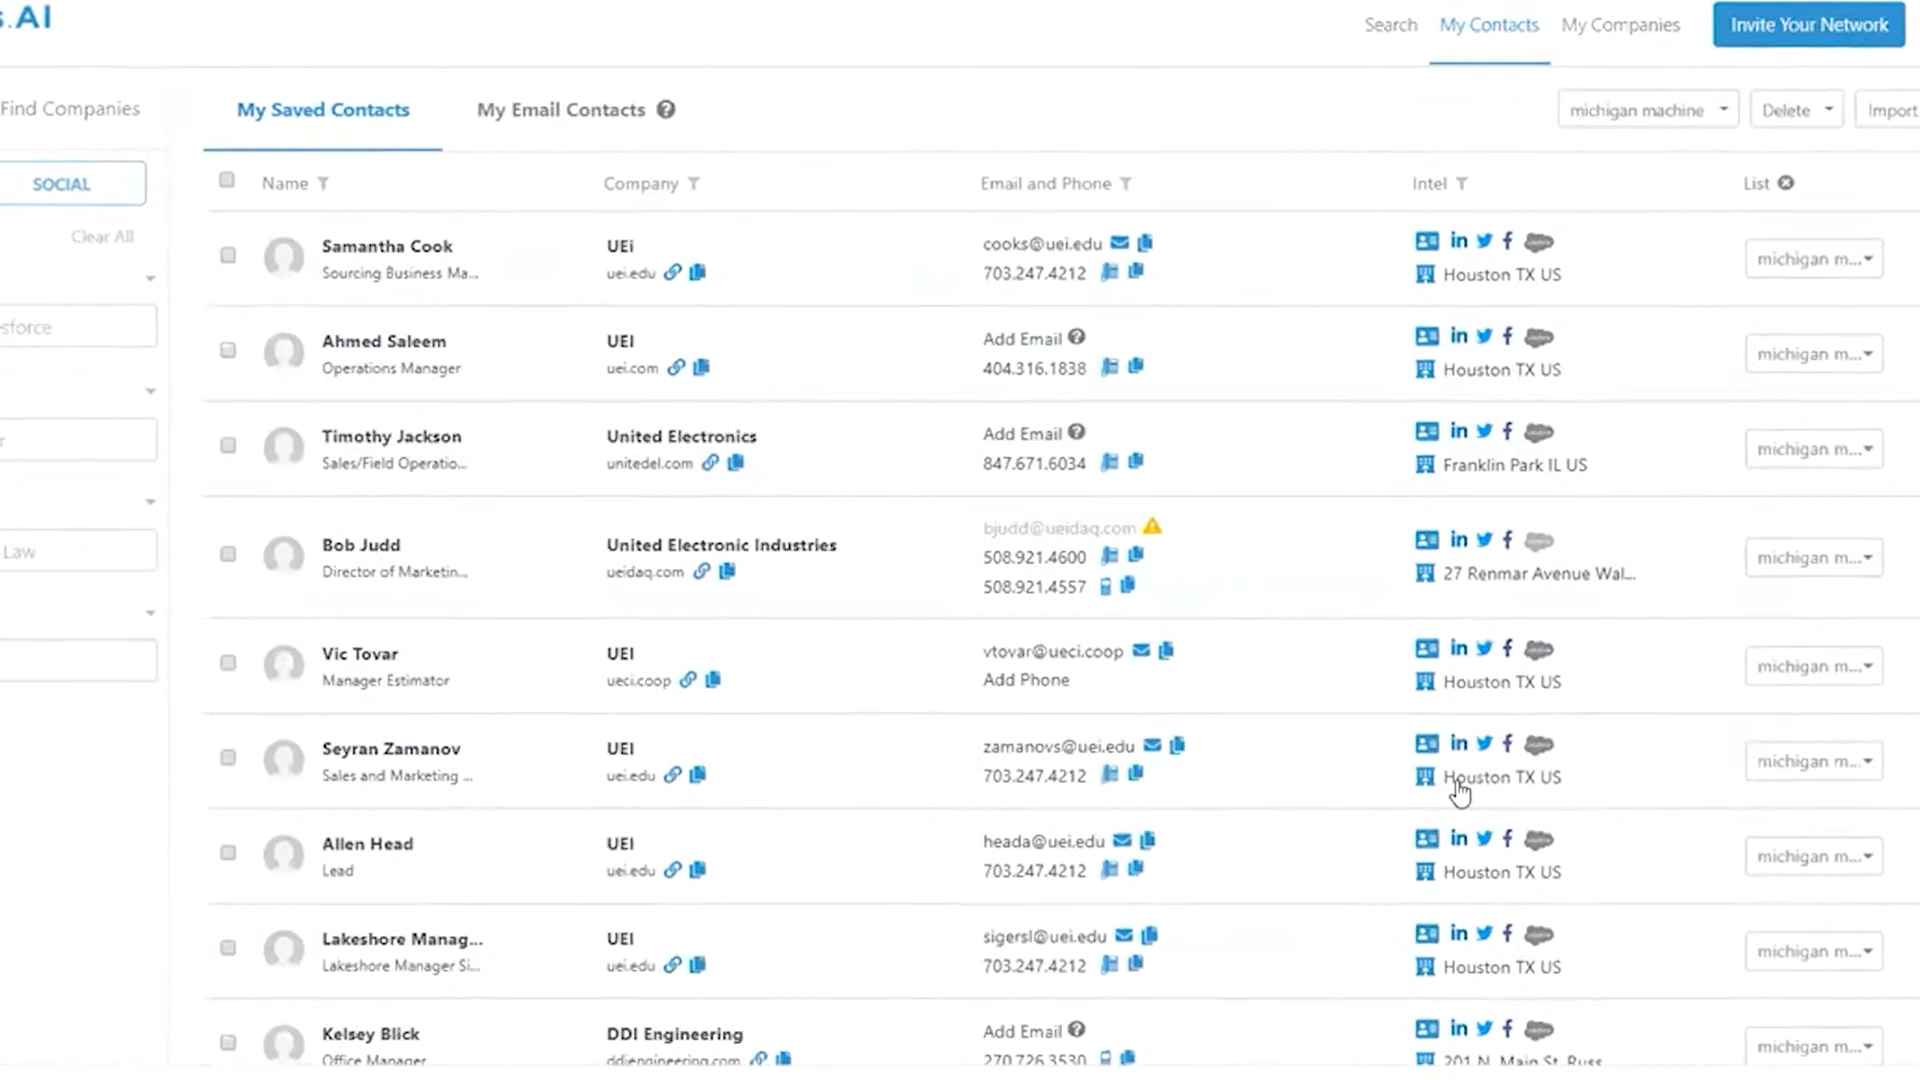 s.AI
Search My Contacts My Companies Invite Your Network
Find Companies
My Saved Contacts My Email Contacts ?
michigan machine Delete Import
SOCIAL
Clear All
esforce
r
Law
Name Company Email and Phone Intel List
Samantha Cook UEi cooks@uei.edu
Sourcing Business Ma... uei.edu 703.247.4212 Houston TX US michigan m...
Ahmed Saleem UEI Add Email ?
Operations Manager uei.com 404.316.1838 Houston TX US michigan m...
Timothy Jackson United Electronics Add Email ?
Sales/Field Operatio... unitedel.com 847.671.6034 Franklin Park IL US michigan m...
bjudd@ueidaq.com
Bob Judd United Electronic Industries 508.921.4600
Director of Marketin... ueidaq.com 508.921.4557 27 Renmar Avenue Wal... michigan m...
Vic Tovar UEI vtovar@ueci.coop
Manager Estimator ueci.coop Add Phone Houston TX US michigan m...
Seyran Zamanov UEI zamanovs@uei.edu
Sales and Marketing ... uei.edu 703.247.4212 Houston TX US michigan m...
Allen Head UEI heada@uei.edu
Lead uei.edu 703.247.4212 Houston TX US michigan m...
Lakeshore Manag... UEI sigersl@uei.edu
Lakeshore Manager Si... uei.edu 703.247.4212 Houston TX US michigan m...
Kelsey Blick DDI Engineering Add Email ?
Office Manager ddiengineering.com 270.726.3530 201 N. Main St. Russ... michigan m...